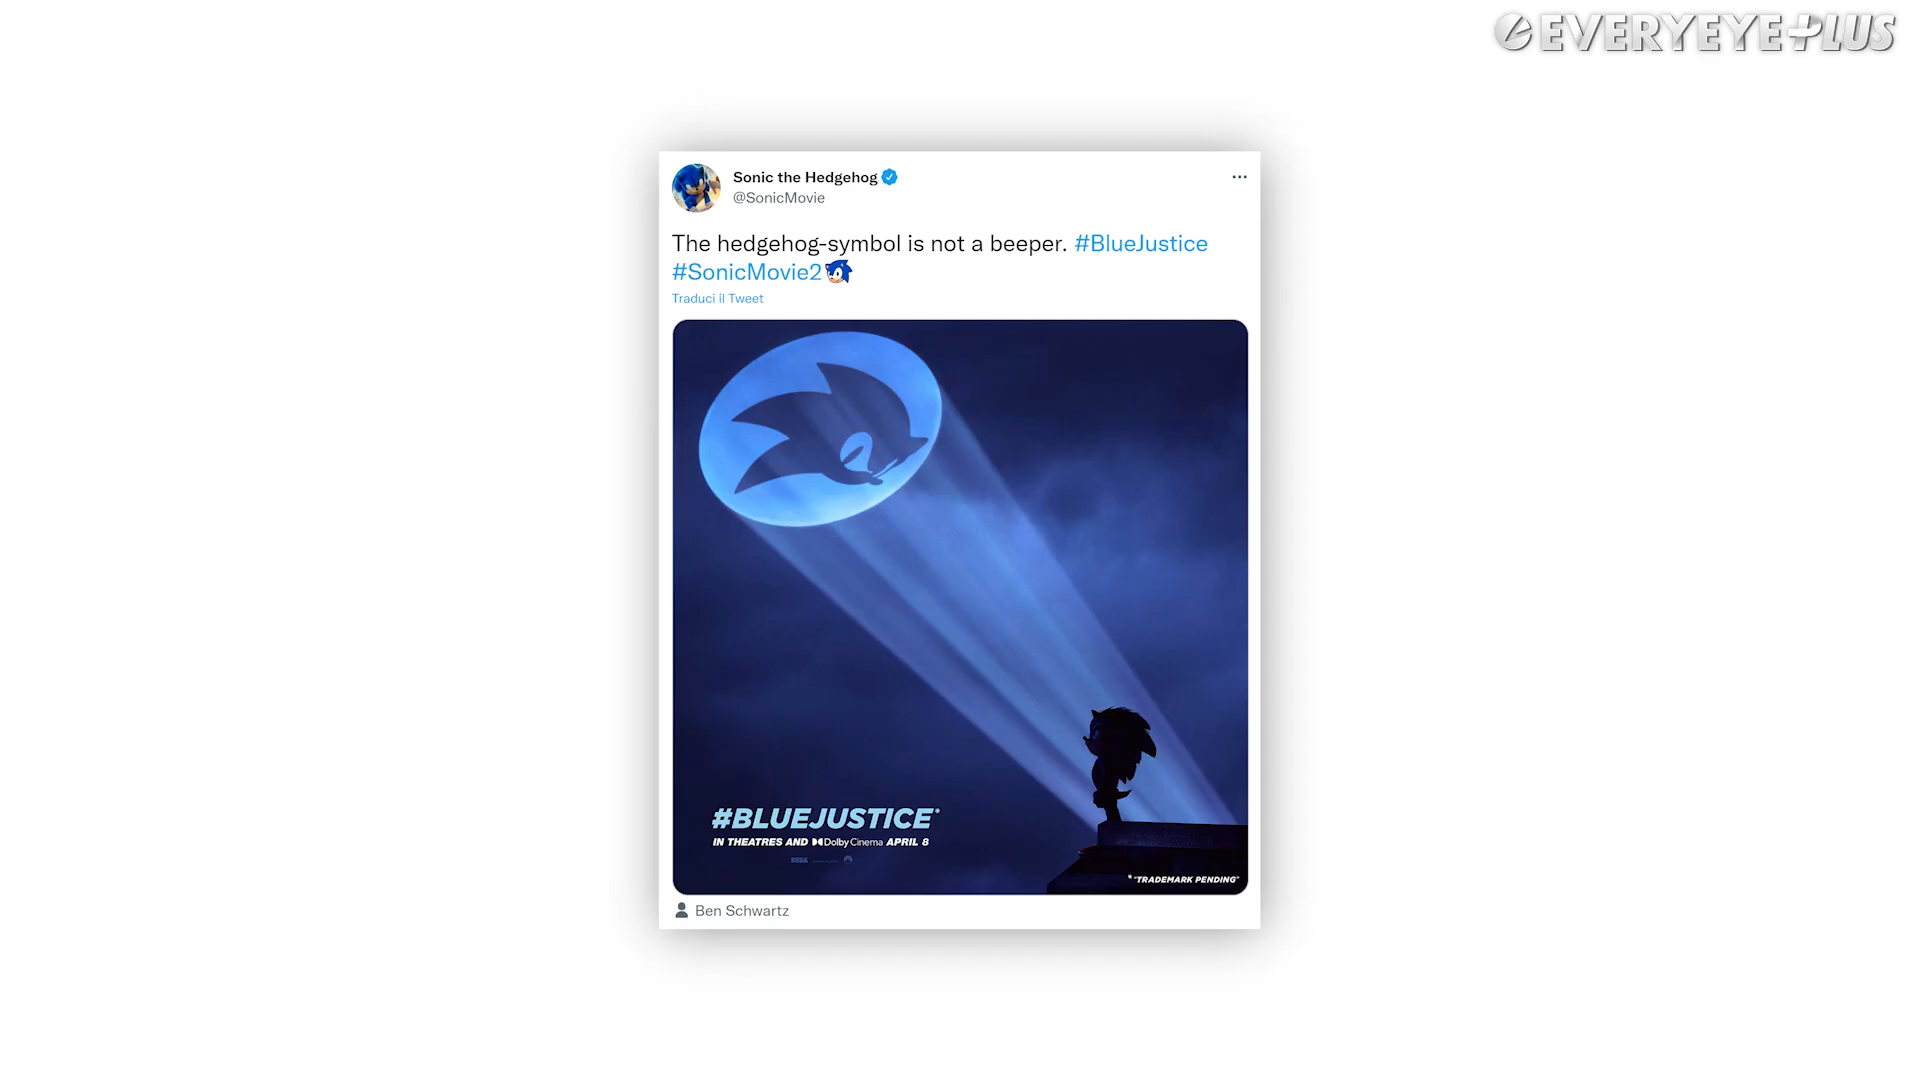 EVERYEYE PLUS
Sonic the Hedgehog
@SonicMovie
The hedgehog-symbol is not a beeper. #BlueJustice
#SonicMovie2
Traduci il Tweet
#BLUEJUSTICE*
IN THEATRES AND Dolby Cinema APRIL 8
SEGA
* "TRADEMARK PENDING"
Ben Schwartz